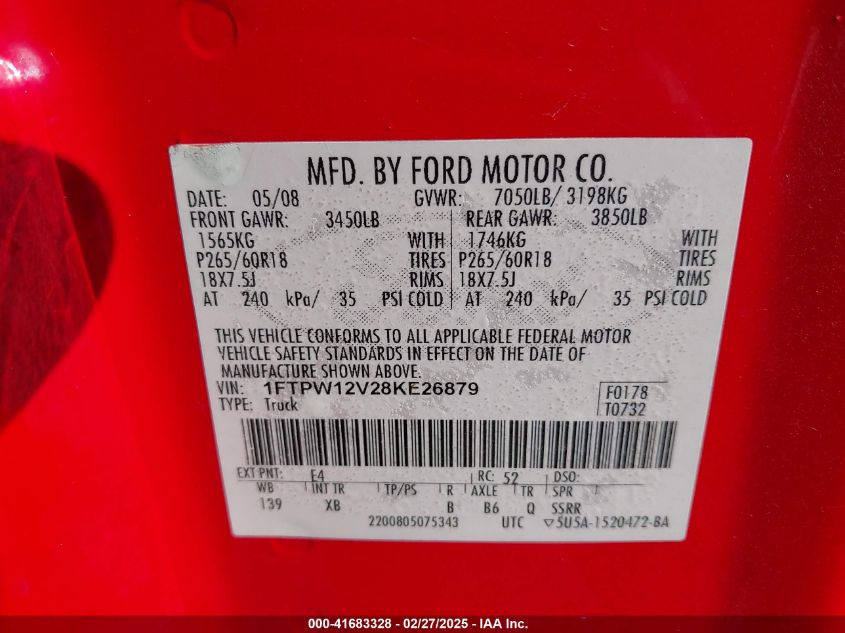 MFD. BY FORD MOTOR CO.
DATE: 05/08 GVWR: 7050LB/ 3198KG
FRONT GAWR: 3450LB REAR GAWR: 3850LB
1565KG WITH 1746KG WITH
P265/60R18 TIRES P265/60R18 TIRES
18X7.5J RIMS 18X7.5J RIMS
AT 240 kPa/ 35 PSI COLD AT 240 kPa/ 35 PSI COLD
THIS VEHICLE CONFORMS TO ALL APPLICABLE FEDERAL MOTOR
VEHICLE SAFETY STANDARDS IN EFFECT ON THE DATE OF
MANUFACTURE SHOWN ABOVE.
VIN: 1FTPW12V28KE26879 F0178
TYPE: Truck T0732
EXT PNT: E4 RC: 52 DSO:
WB INT TR TP/PS R AXLE TR SPR
139 XB B B6 Q SSRR
2200805075343 UTC ▽5U5A-1520472-BA
000-41683328 - 02/27/2025 - IAA Inc.